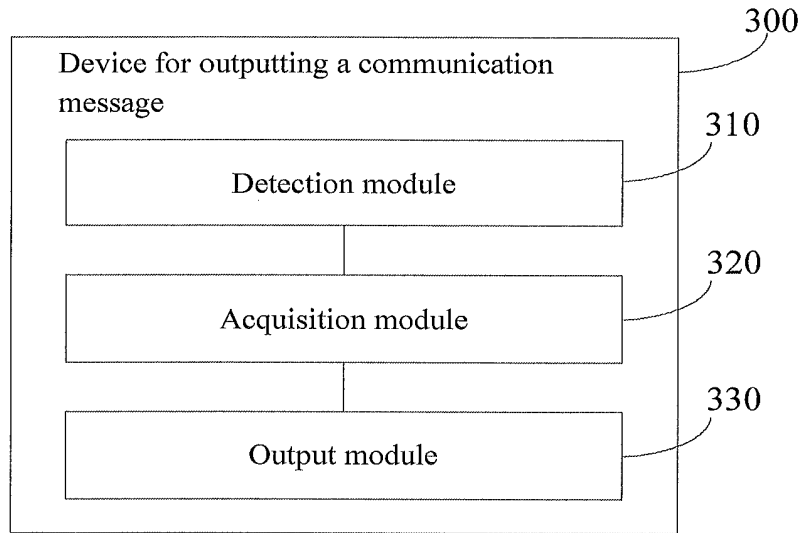 300
Device for outputting a communication
message
310
Detection module
320
Acquisition module
330
Output module